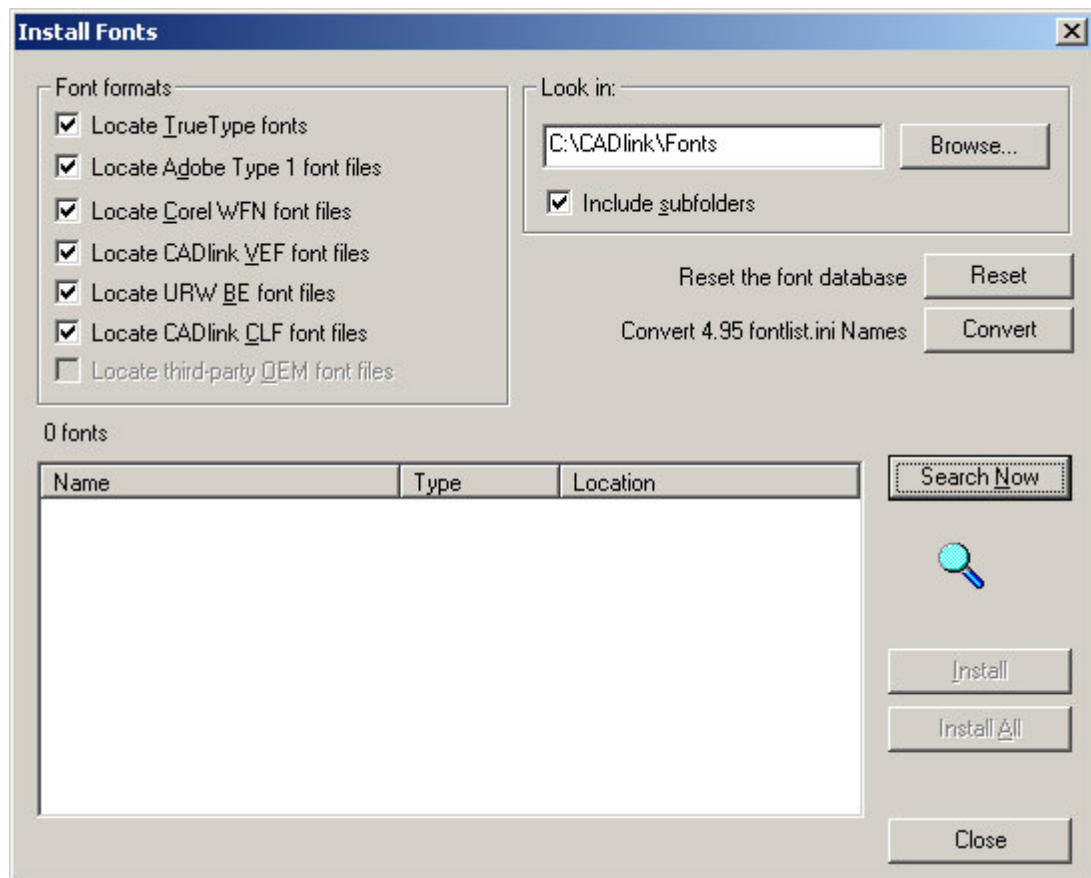 Install Fonts
Font formats
Locate TrueType fonts
Locate Adobe Type 1 font files
Locate Corel WFN font files
Locate CADlink VEF font files
Locate URW BE font files
Locate CADlink CLF font files
Locate third-party OEM font files
Look in:
C:\CADlink\Fonts
Browse...
Include subfolders
Reset the font database
Reset
Convert 4.95 fontlist.ini Names
Convert
0 fonts
Name Type Location
Search Now
Install
Install All
Close